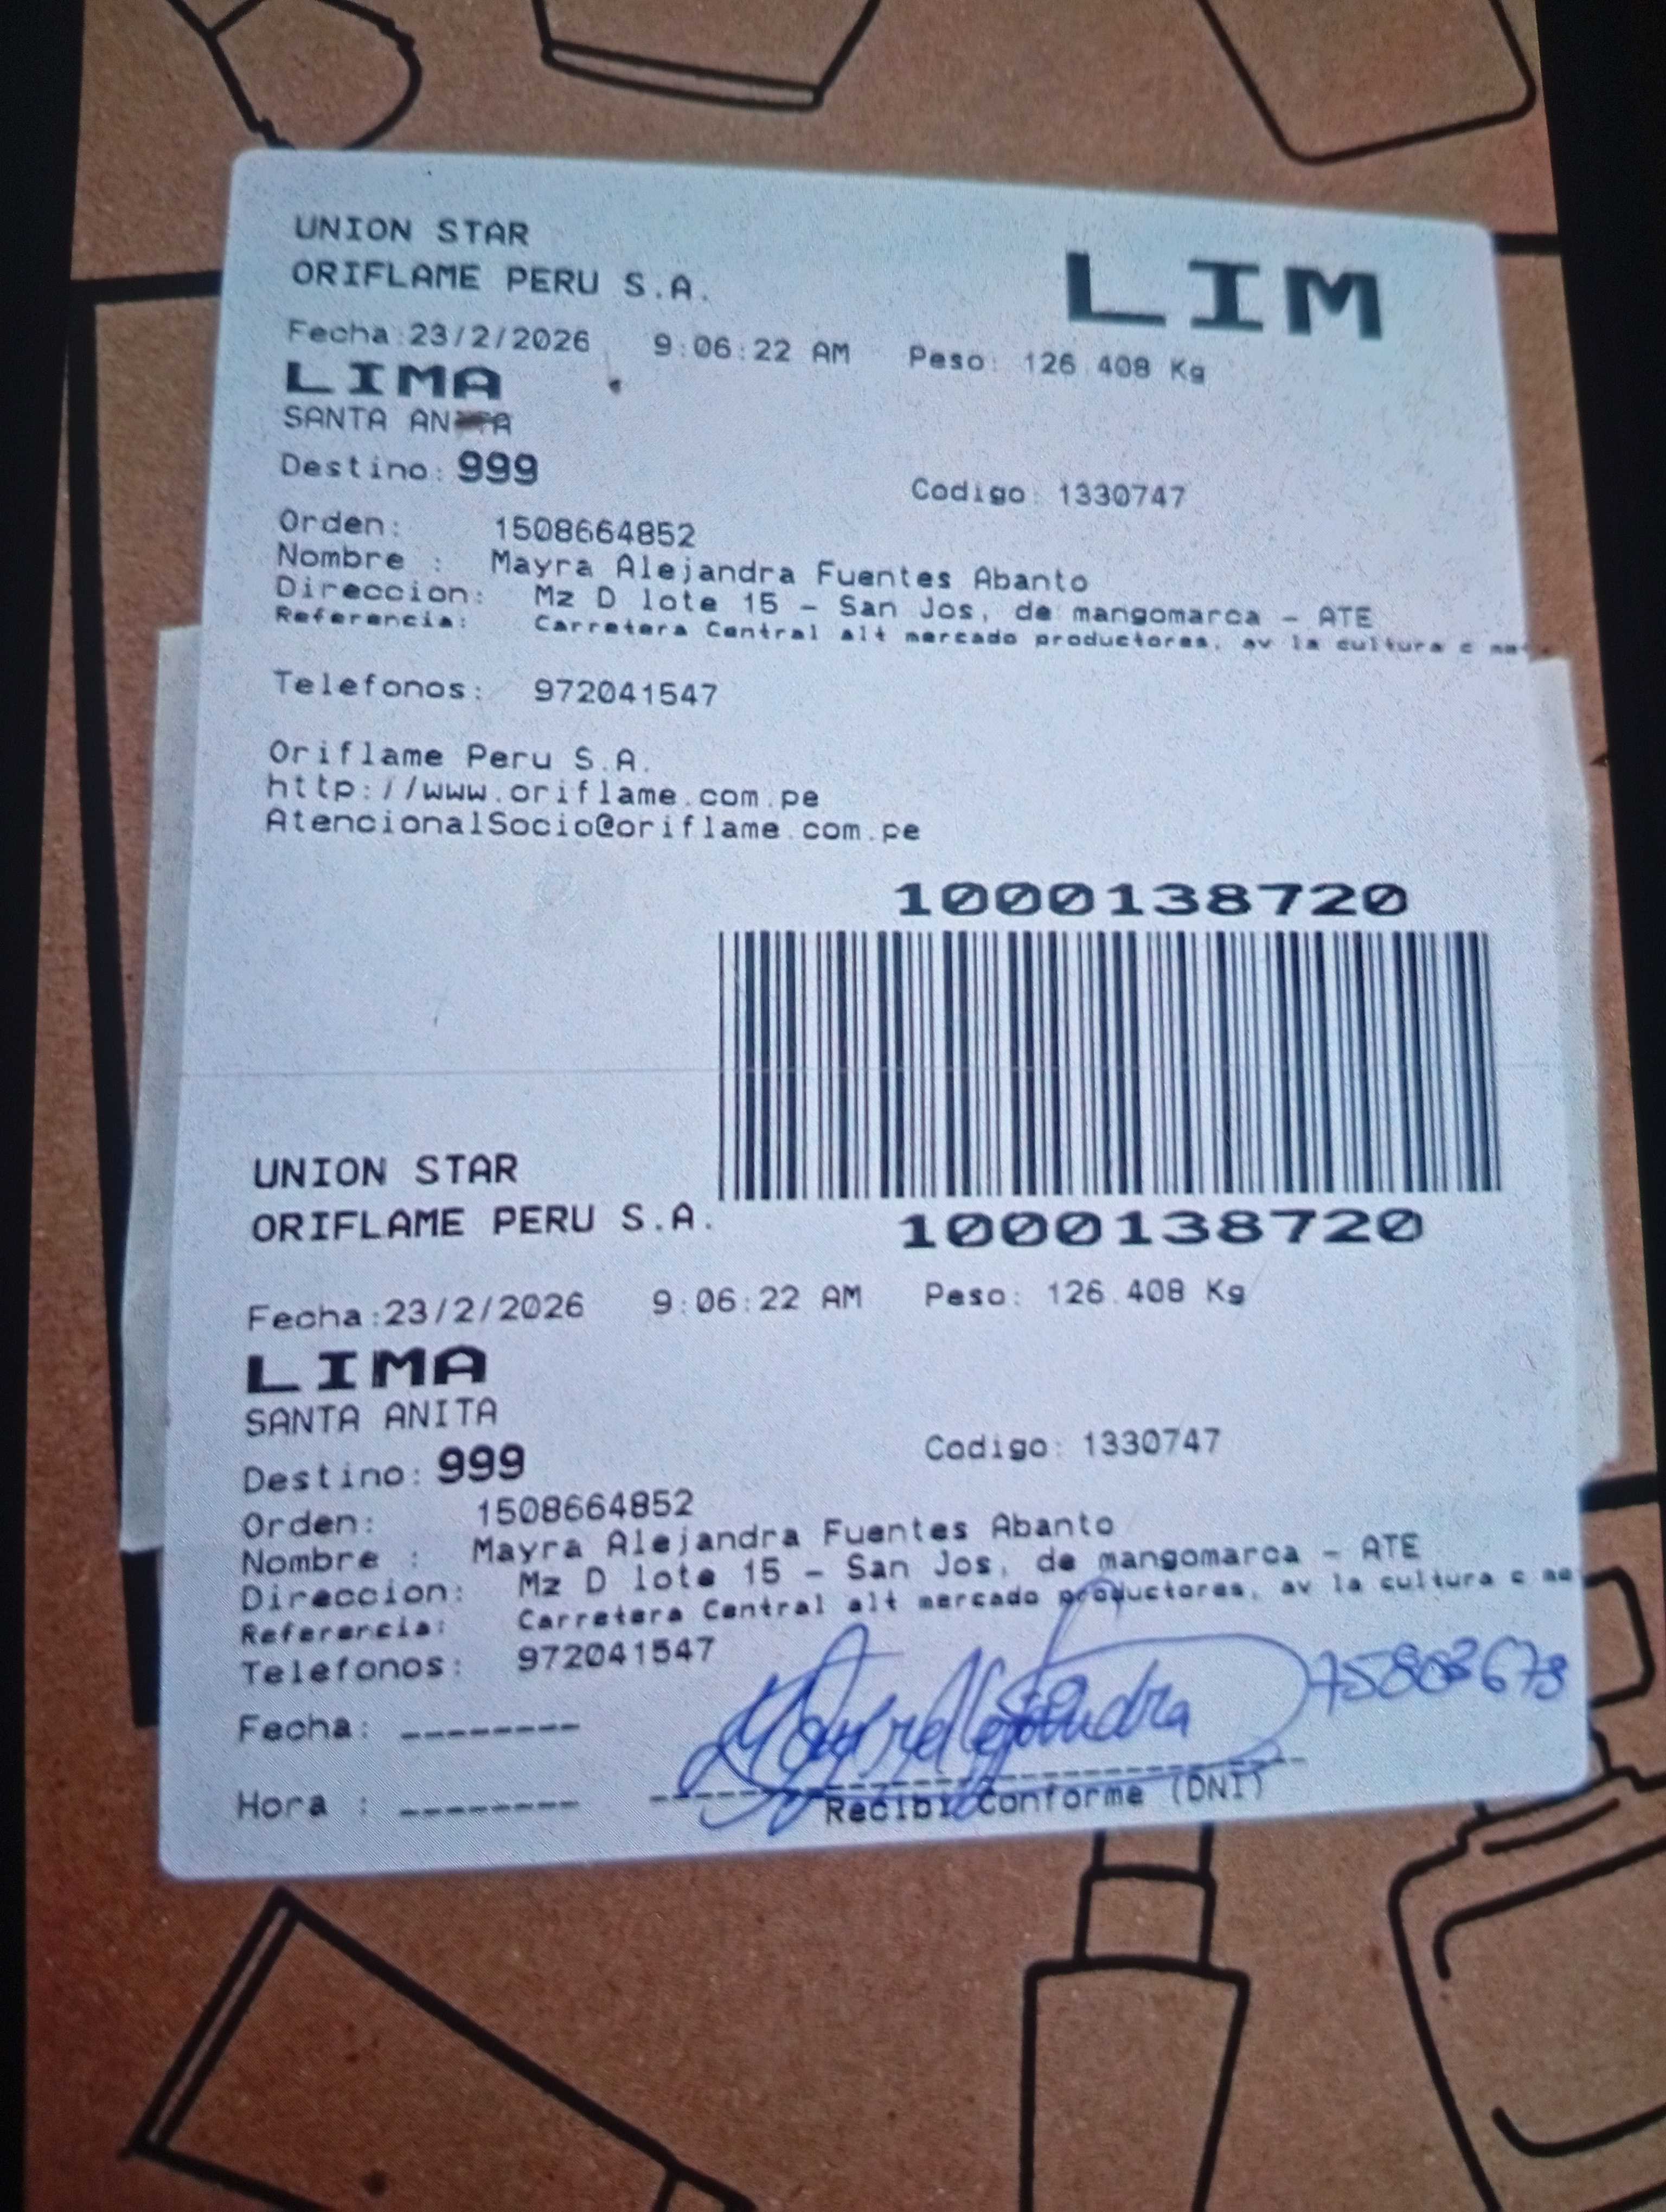 UNION STAR
ORIFLAME PERU S.A.
LIM
Fecha:23/2/2026 9:06:22 AM Peso: 126.408 Kg
LIMA
SANTA ANITA
Destino: 999
Codigo: 1330747
Orden: 1508664852
Nombre : Mayra Alejandra Fuentes Abanto
Direccion: Mz D lote 15 - San Jos, de mangomarca - ATE
Referencia: Carretera Central alt mercado productores, av la cultura c
Telefonos: 972041547
Oriflame Peru S.A.
http://www.oriflame.com.pe
AtencionalSocio@oriflame.com.pe
1000138720
1000138720
UNION STAR
ORIFLAME PERU S.A.
Fecha:23/2/2026 9:06:22 AM Peso: 126.408 Kg
LIMA
SANTA ANITA
Destino: 999
Codigo: 1330747
Orden: 1508664852
Nombre : Mayra Alejandra Fuentes Abanto
Direccion: Mz D lote 15 - San Jos, de mangomarca - ATE
Referencia: Carretera Central alt mercado productores, av la cultura c
Telefonos: 972041547
Fecha: --------
Hora : --------
Recibi Conforme (DNI)